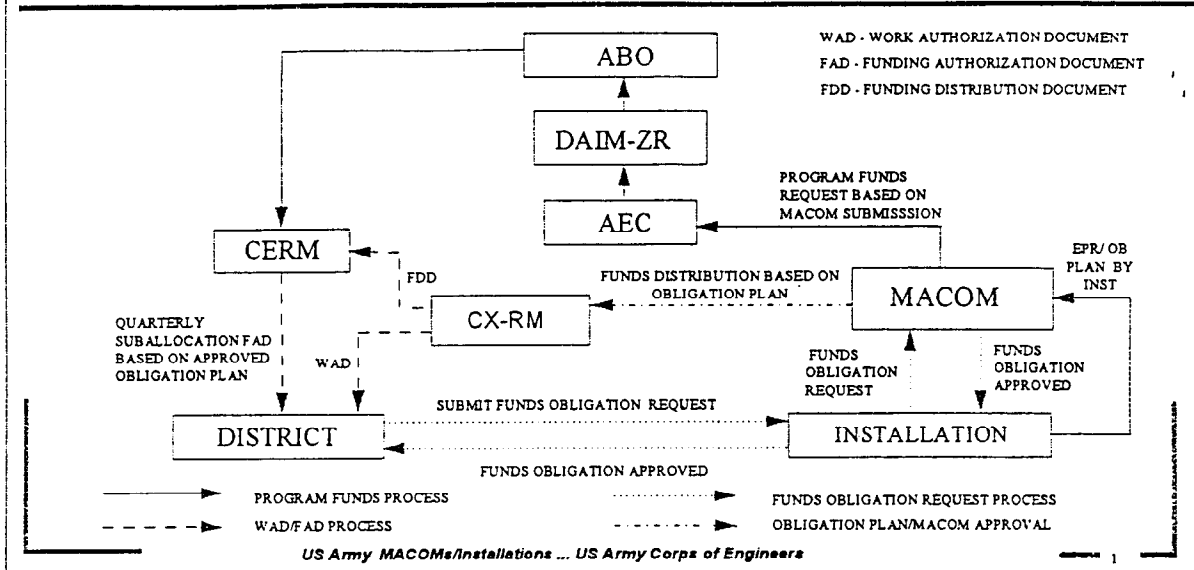 ABO
WAD - WORK AUTHORIZATION DOCUMENT
FAD - FUNDING AUTHORIZATION DOCUMENT
FDD - FUNDING DISTRIBUTION DOCUMENT
DAIM-ZR
PROGRAM FUNDS
REQUEST BASED ON
MACOM SUBMISSSION
AEC
CERM
EPR/ OB
PLAN BY
INST
FDD
FUNDS DISTRIBUTION BASED ON
OBLIGATION PLAN
MACOM
CX-RM
QUARTERLY
SUBALLOCATION FAD
BASED ON APPROVED
OBLIGATION PLAN
WAD
FUNDS
OBLIGATION
REQUEST
FUNDS
OBLIGATION
APPROVED
SUBMIT FUNDS OBLIGATION REQUEST
DISTRICT
INSTALLATION
FUNDS OBLIGATION APPROVED
PROGRAM FUNDS PROCESS
FUNDS OBLIGATION REQUEST PROCESS
WAD/FAD PROCESS
OBLIGATION PLAN/MACOM APPROVAL
US Army MACOMs/Installations ... US Army Corps of Engineers
1